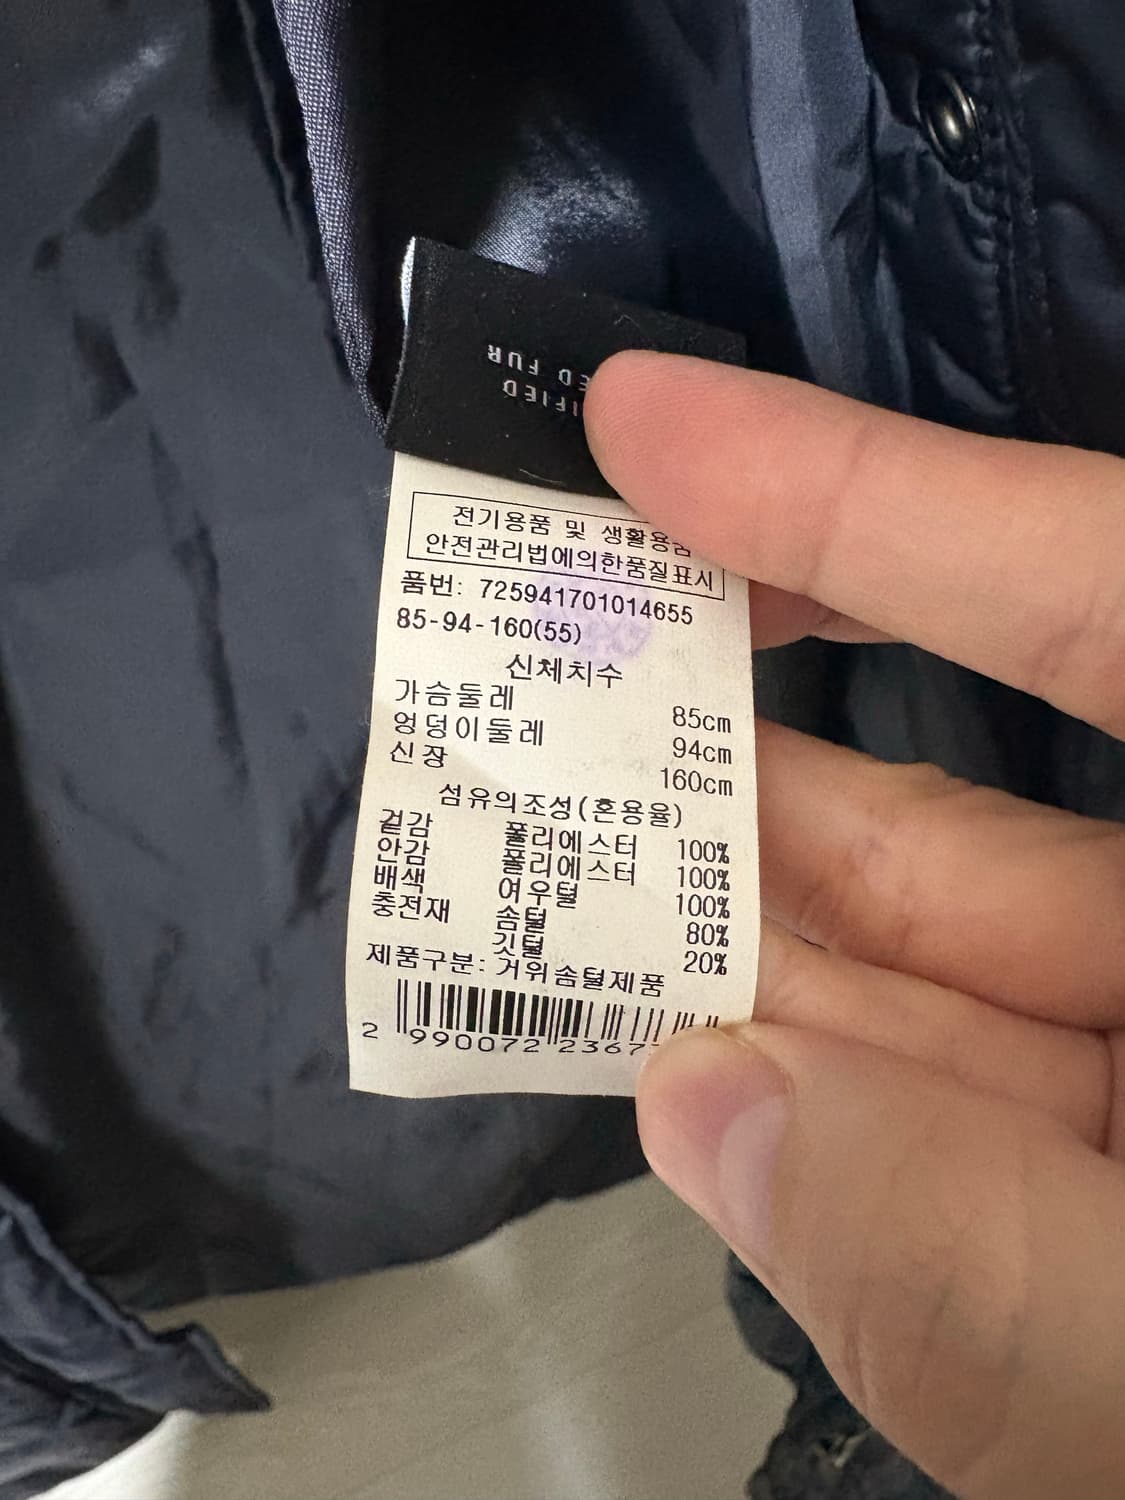 FUR
전기용품 및 생활용품
안전관리법에의한품질표시
품번: 725941701014655
85-94-160(55)
신체치수
가슴둘레 85cm
엉덩이둘레 94cm
신장 160cm
섬유의조성(혼용율)
겉감 폴리에스터 100%
안감 폴리에스터 100%
배색 여우털 100%
충전재 솜털 80%
깃털 20%
제품구분: 거위솜털제품
2 990072 2367